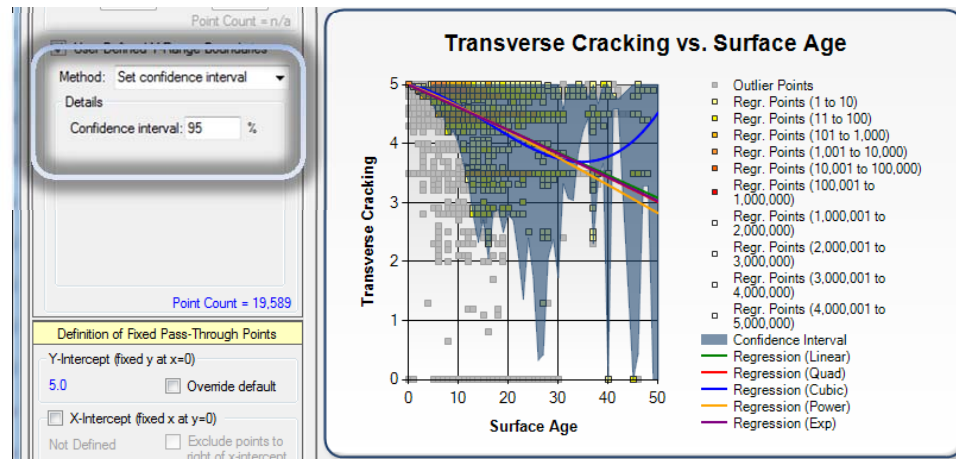 Point Count = n/a
User Defined Y-Range Boundaries
Method: Set confidence interval
Details
Confidence interval: 95 %
Point Count = 19,589
Definition of Fixed Pass-Through Points
Y-Intercept (fixed y at x=0)
5.0 Override default
X-Intercept (fixed x at y=0)
Not Defined Exclude points to
right of x-intercept
Transverse Cracking vs. Surface Age
Transverse Cracking
5
4
3
2
1
0
0 10 20 30 40 50
Surface Age
Outlier Points
Regr. Points (1 to 10)
Regr. Points (11 to 100)
Regr. Points (101 to 1,000)
Regr. Points (1,001 to 10,000)
Regr. Points (10,001 to 100,000)
Regr. Points (100,001 to
1,000,000)
Regr. Points (1,000,001 to
2,000,000)
Regr. Points (2,000,001 to
3,000,000)
Regr. Points (3,000,001 to
4,000,000)
Regr. Points (4,000,001 to
5,000,000)
Confidence Interval
Regression (Linear)
Regression (Quad)
Regression (Cubic)
Regression (Power)
Regression (Exp)